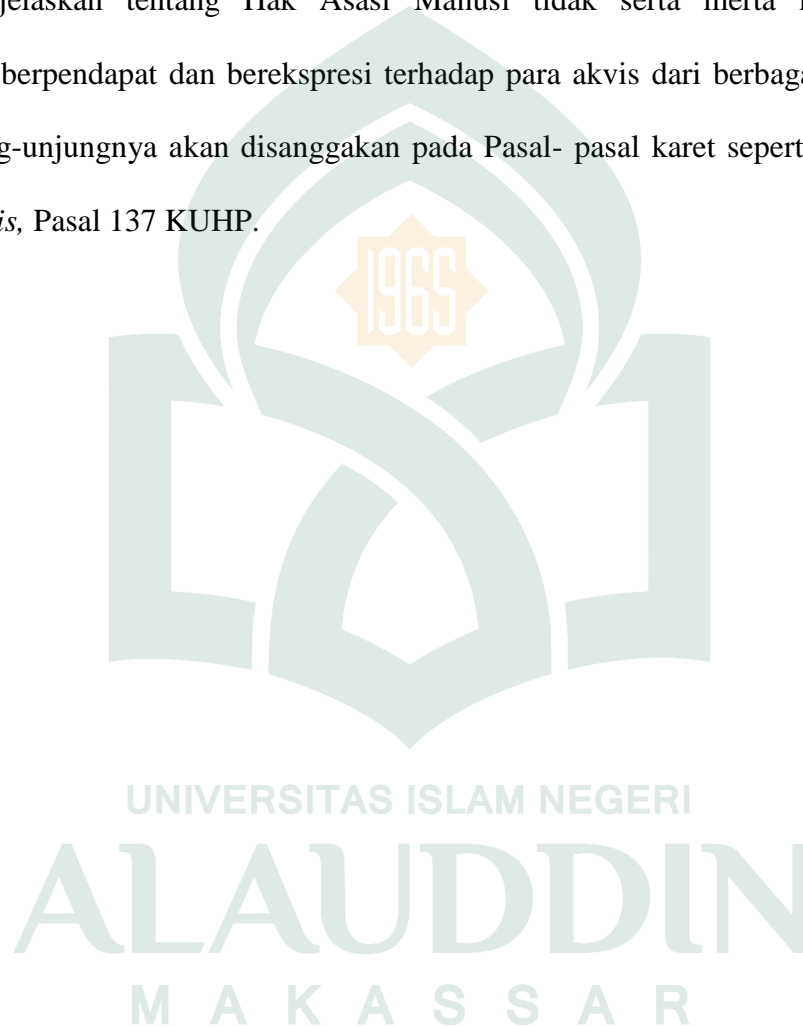 jelaskan tentang Hak Asasi Manusi tidak serta merta
berpendapat dan berekspresi terhadap para akvis dari berbaga
g-unjungnya akan disanggakan pada Pasal- pasal karet sepert
is, Pasal 137 KUHP.
1965
UNIVERSITAS ISLAM NEGERI
ALAUDDIN
M A K A S S A R